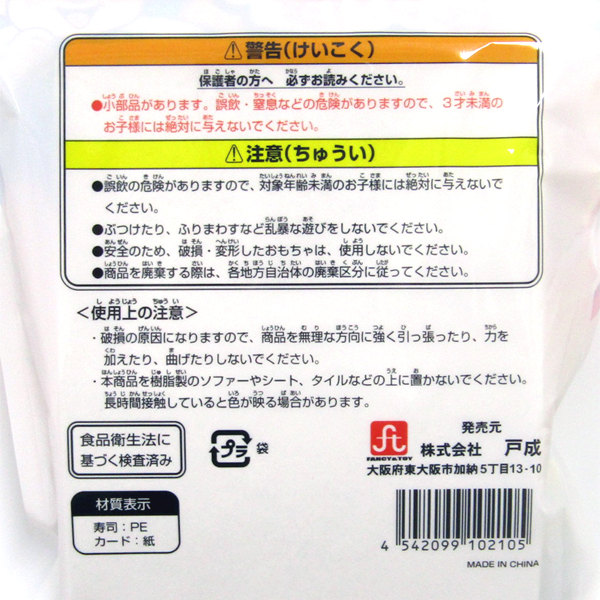 ⚠警告(けいこく)
保護者の方へ 必ずお読みください。
●小部品があります。誤飲・窒息などの危険がありますので、3才未満の
お子様には絶対に与えないでください。
⚠注意(ちゅうい)
●誤飲の危険がありますので、対象年齢未満のお子様には絶対に与えないで
ください。
●ぶつけたり、ふりまわすなど乱暴な遊びをしないでください。
●安全のため、破損・変形したおもちゃは、使用しないでください。
●商品を廃棄する際は、各地方自治体の廃棄区分に従ってください。
<使用上の注意>
・破損の原因になりますので、商品を無理な方向に強く引っ張ったり、力を
加えたり、曲げたりしないでください。
・本商品を樹脂製のソファーやシート、タイルなどの上に置かないでください。
長時間接触していると色が映る場合があります。
食品衛生法に
基づく検査済み
プラ 袋
ft
FANCY&TOY
発売元
株式会社 戸成
大阪府東大阪市加納5丁目13-10
材質表示
寿司:PE
カード:紙
4 542099 102105
MADE IN CHINA